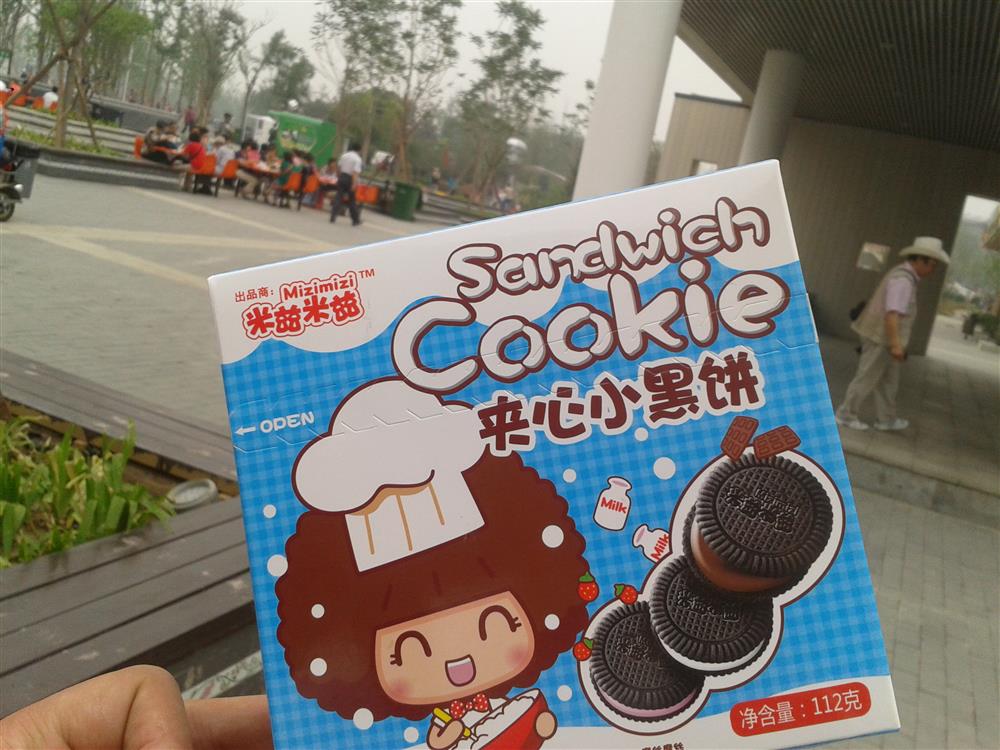 出品商：
Mizimizi™
米兹米兹
Sandwich
Cookie
夹心小黑饼
← OPEN
Milk
Milk
净含量：112克